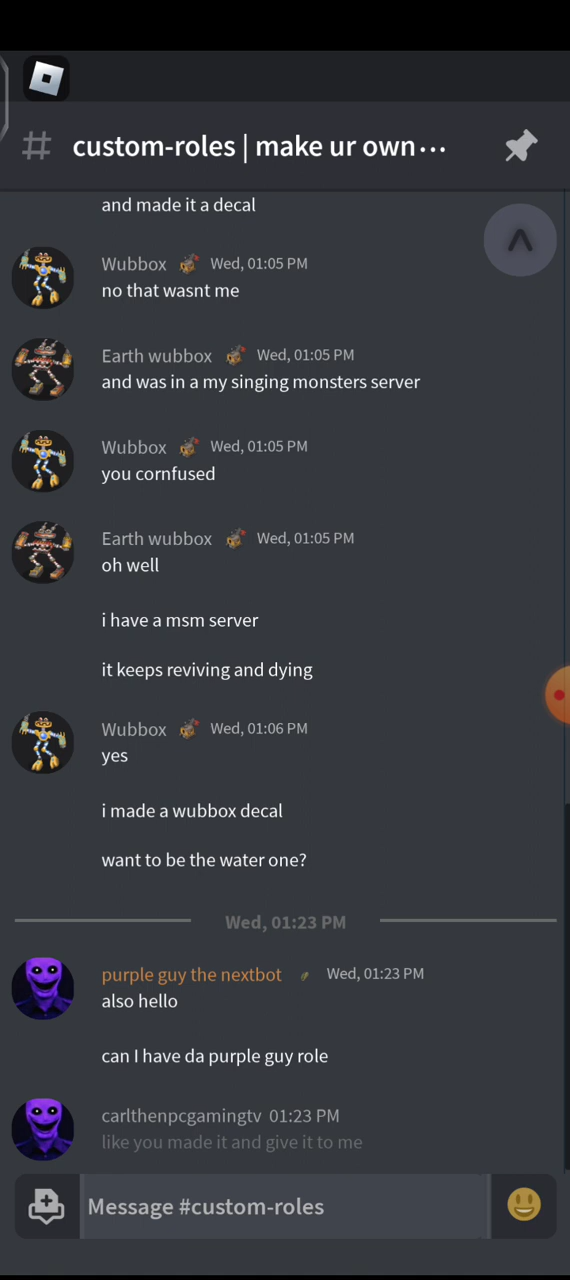 # custom-roles | make ur own...
and made it a decal
Wubbox Wed, 01:05 PM
no that wasnt me
Earth wubbox Wed, 01:05 PM
and was in a my singing monsters server
Wubbox Wed, 01:05 PM
you cornfused
Earth wubbox Wed, 01:05 PM
oh well
i have a msm server
it keeps reviving and dying
Wubbox Wed, 01:06 PM
yes
i made a wubbox decal
want to be the water one?
Wed, 01:23 PM
purple guy the nextbot Wed, 01:23 PM
also hello
can I have da purple guy role
carlthenpcgamingtv 01:23 PM
like you made it and give it to me
Message #custom-roles